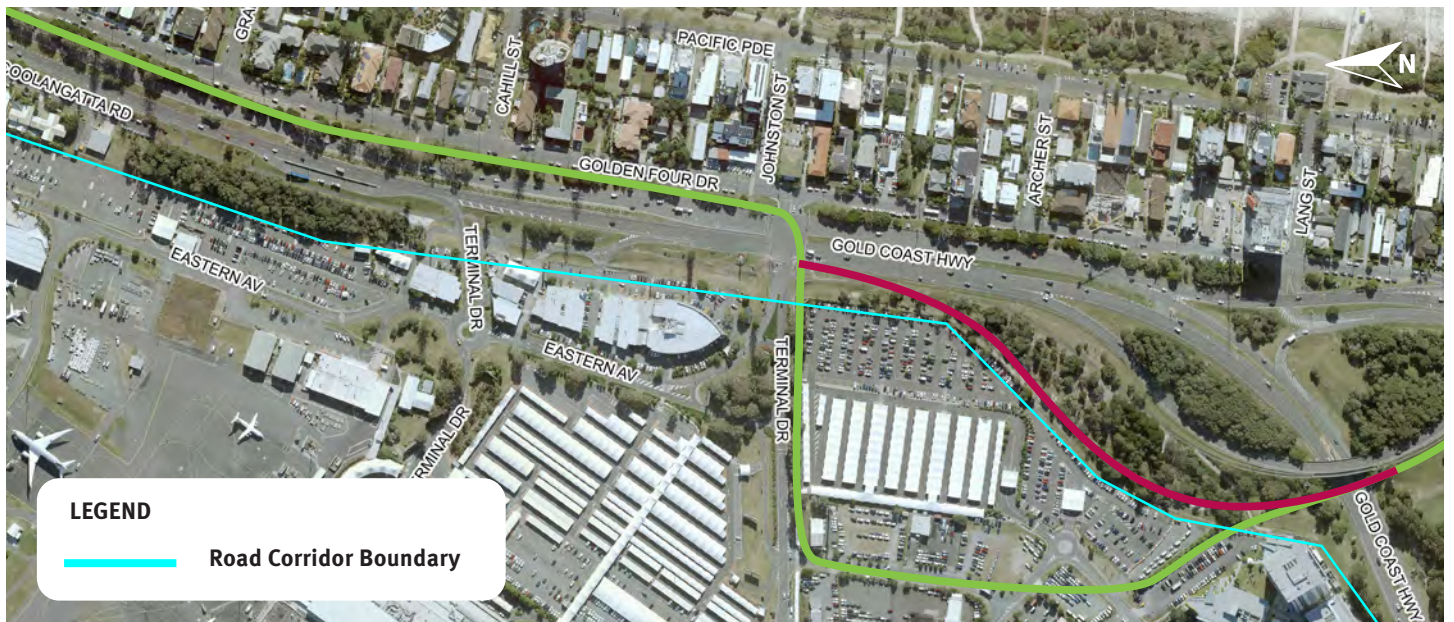 GRA
CAHILL ST
PACIFIC PDE
JOHNSTON ST
N
COOLANGATTA RD
GOLDEN FOUR DR
ARCHER ST
LANG ST
TERMINAL DR
GOLD COAST HWY
EASTERN AV
EASTERN AV
TERMINAL DR
TERMINAL DR
GOLD COAST HWY
LEGEND
Road Corridor Boundary